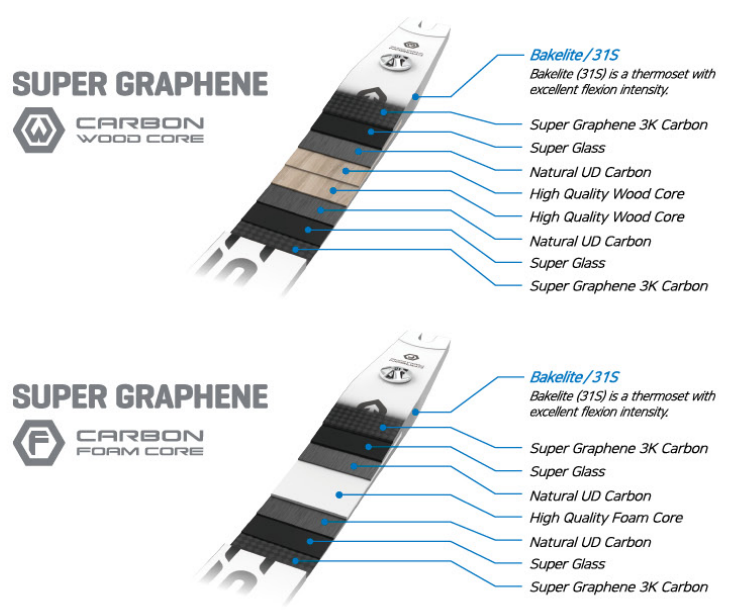 SUPER GRAPHENE
CARBON
WOOD CORE
Bakelite/31S
Bakelite (31S) is a thermoset with
excellent flexion intensity.
Super Graphene 3K Carbon
Super Glass
Natural UD Carbon
High Quality Wood Core
High Quality Wood Core
Natural UD Carbon
Super Glass
Super Graphene 3K Carbon
SUPER GRAPHENE
F
CARBON
FOAM CORE
Bakelite/31S
Bakelite (31S) is a thermoset with
excellent flexion intensity.
Super Graphene 3K Carbon
Super Glass
Natural UD Carbon
High Quality Foam Core
Natural UD Carbon
Super Glass
Super Graphene 3K Carbon